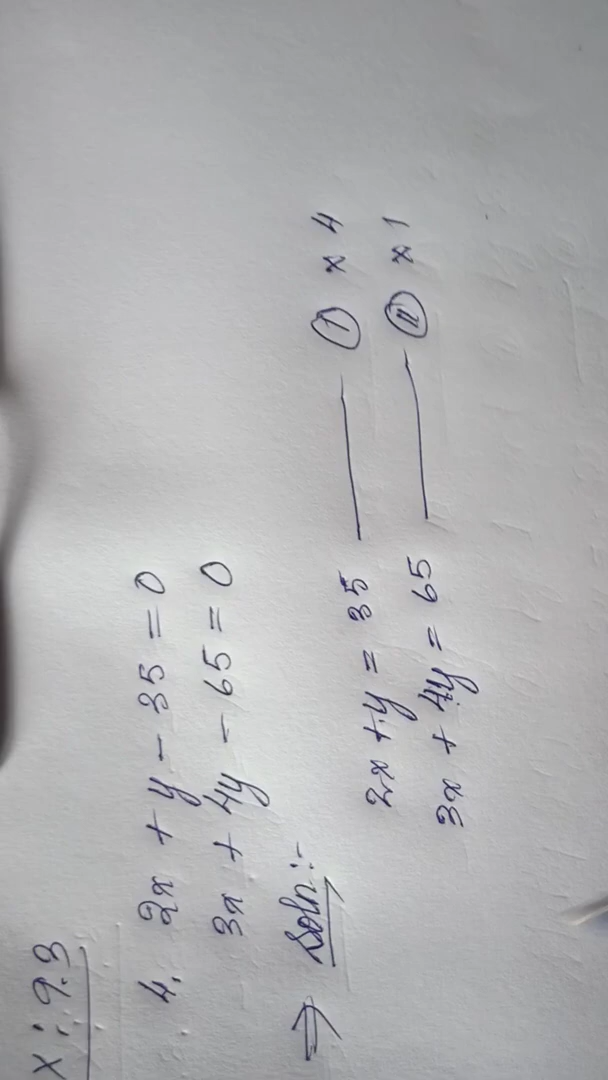 x : 9.3
4. 2x + y - 35 = 0
3x + 4y - 65 = 0
⇒ Soln :-
2x + y = 35 —— (I) x 4
3x + 4y = 65 —— (II) x 1